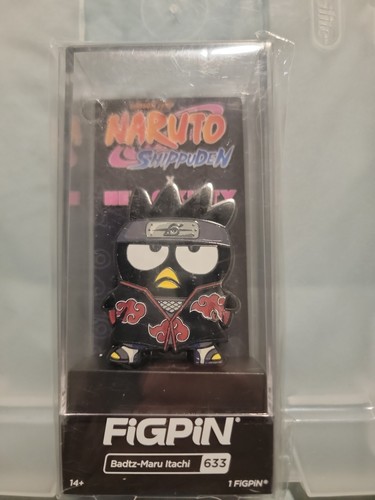 NARUTO
SHIPPUDEN
X
FiGPiN®
Badtz-Maru Itachi 633
14+ 1 FiGPiN®